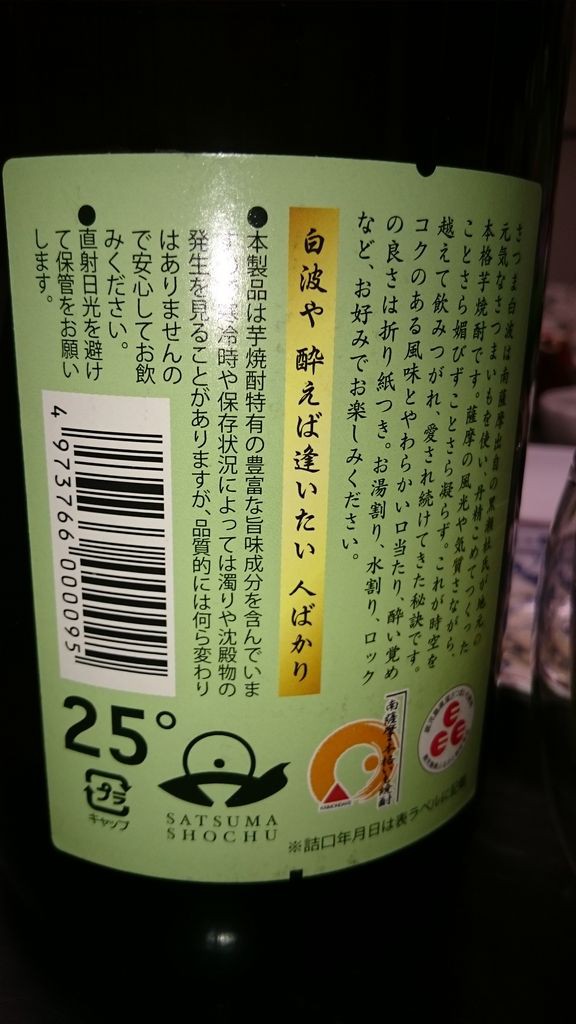 さつま白波は南薩摩出自の黒瀬杜氏が地元の
元気なさつまいもを使い、丹精こめてつくった
本格芋焼酎です。薩摩の風光や気質さながら、
ことさら媚びずことさら凝らず。これが時空を
越えて飲みつがれ、愛され続けてきた秘訣です。
コクのある風味とやわらかい口当たり、酔い覚め
の良さは折り紙つき。お湯割り、水割り、ロック
など、お好みでお楽しみください。
白波や 酔えば逢いたい 人ばかり
●本製品は芋焼酎特有の豊富な旨味成分を含んでいま
冷時や保存状況によっては濁りや沈殿物の
発生を見ることがありますが、品質的には何ら変わり
はありませんの
で安心してお飲
みください。
●直射日光を避け
て保管をお願い
します。
4 973766 000095
25°
プラ
キャップ
SATSUMA
SHOCHU
南薩摩本格いも焼酎
E
E E
※詰口年月日は表ラベルに記載